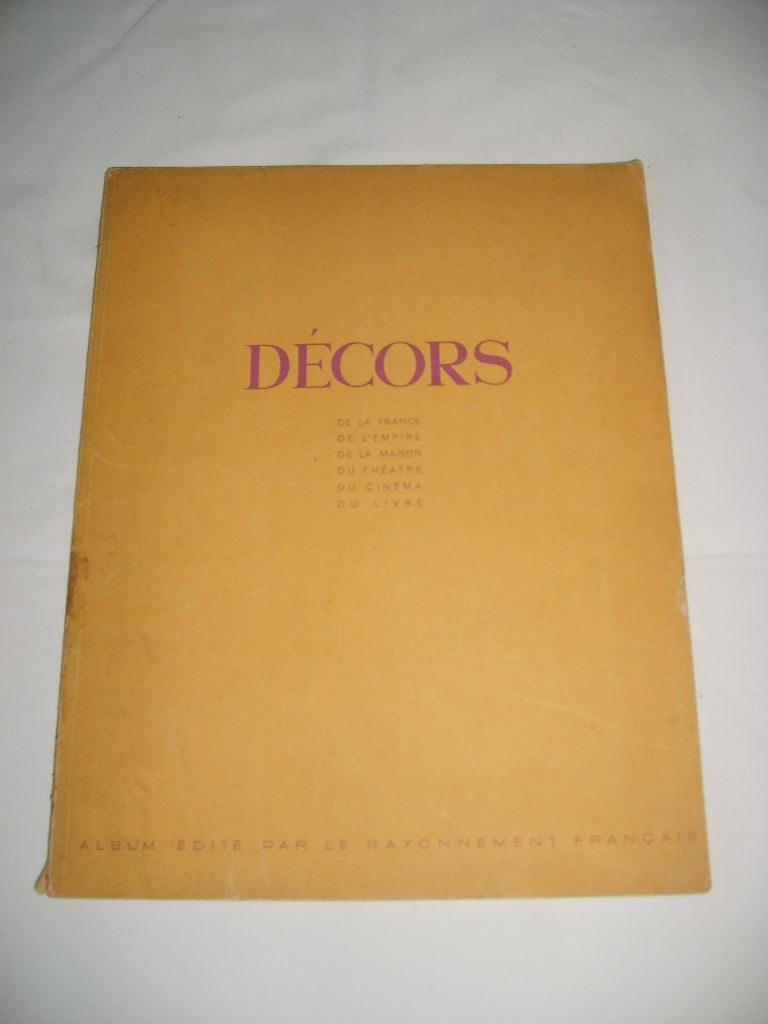 DÉCORS
DE LA FRANCE
DE L'EMPIRE
DE LA MAISON
DU THÉATRE
DU CINÉMA
DU LIVRE
ALBUM ÉDITÉ PAR LE RAYONNEMENT FRANÇAIS